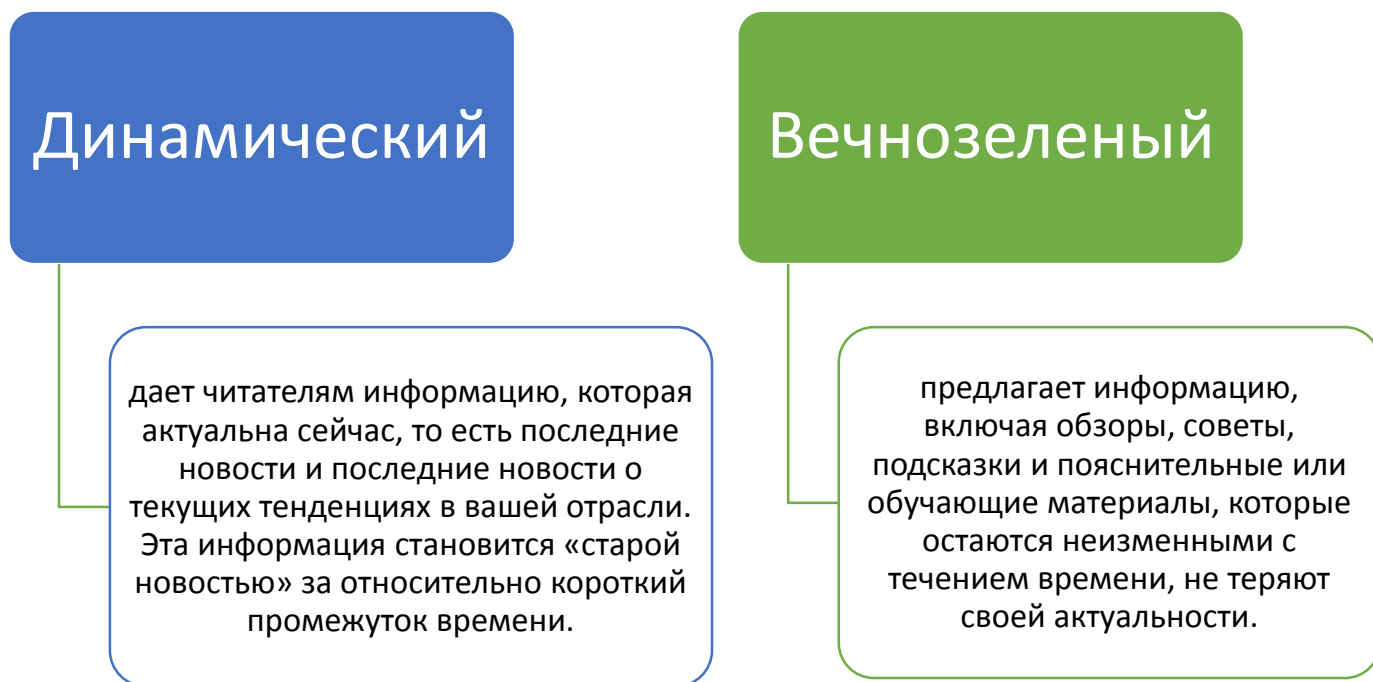 Динамический
дает читателям информацию, которая
актуальна сейчас, то есть последние
новости и последние новости о
текущих тенденциях в вашей отрасли.
Эта информация становится «старой
новостью» за относительно короткий
промежуток времени.
Вечнозеленый
предлагает информацию,
включая обзоры, советы,
подсказки и пояснительные или
обучающие материалы, которые
остаются неизменными с
течением времени, не теряют
своей актуальности.